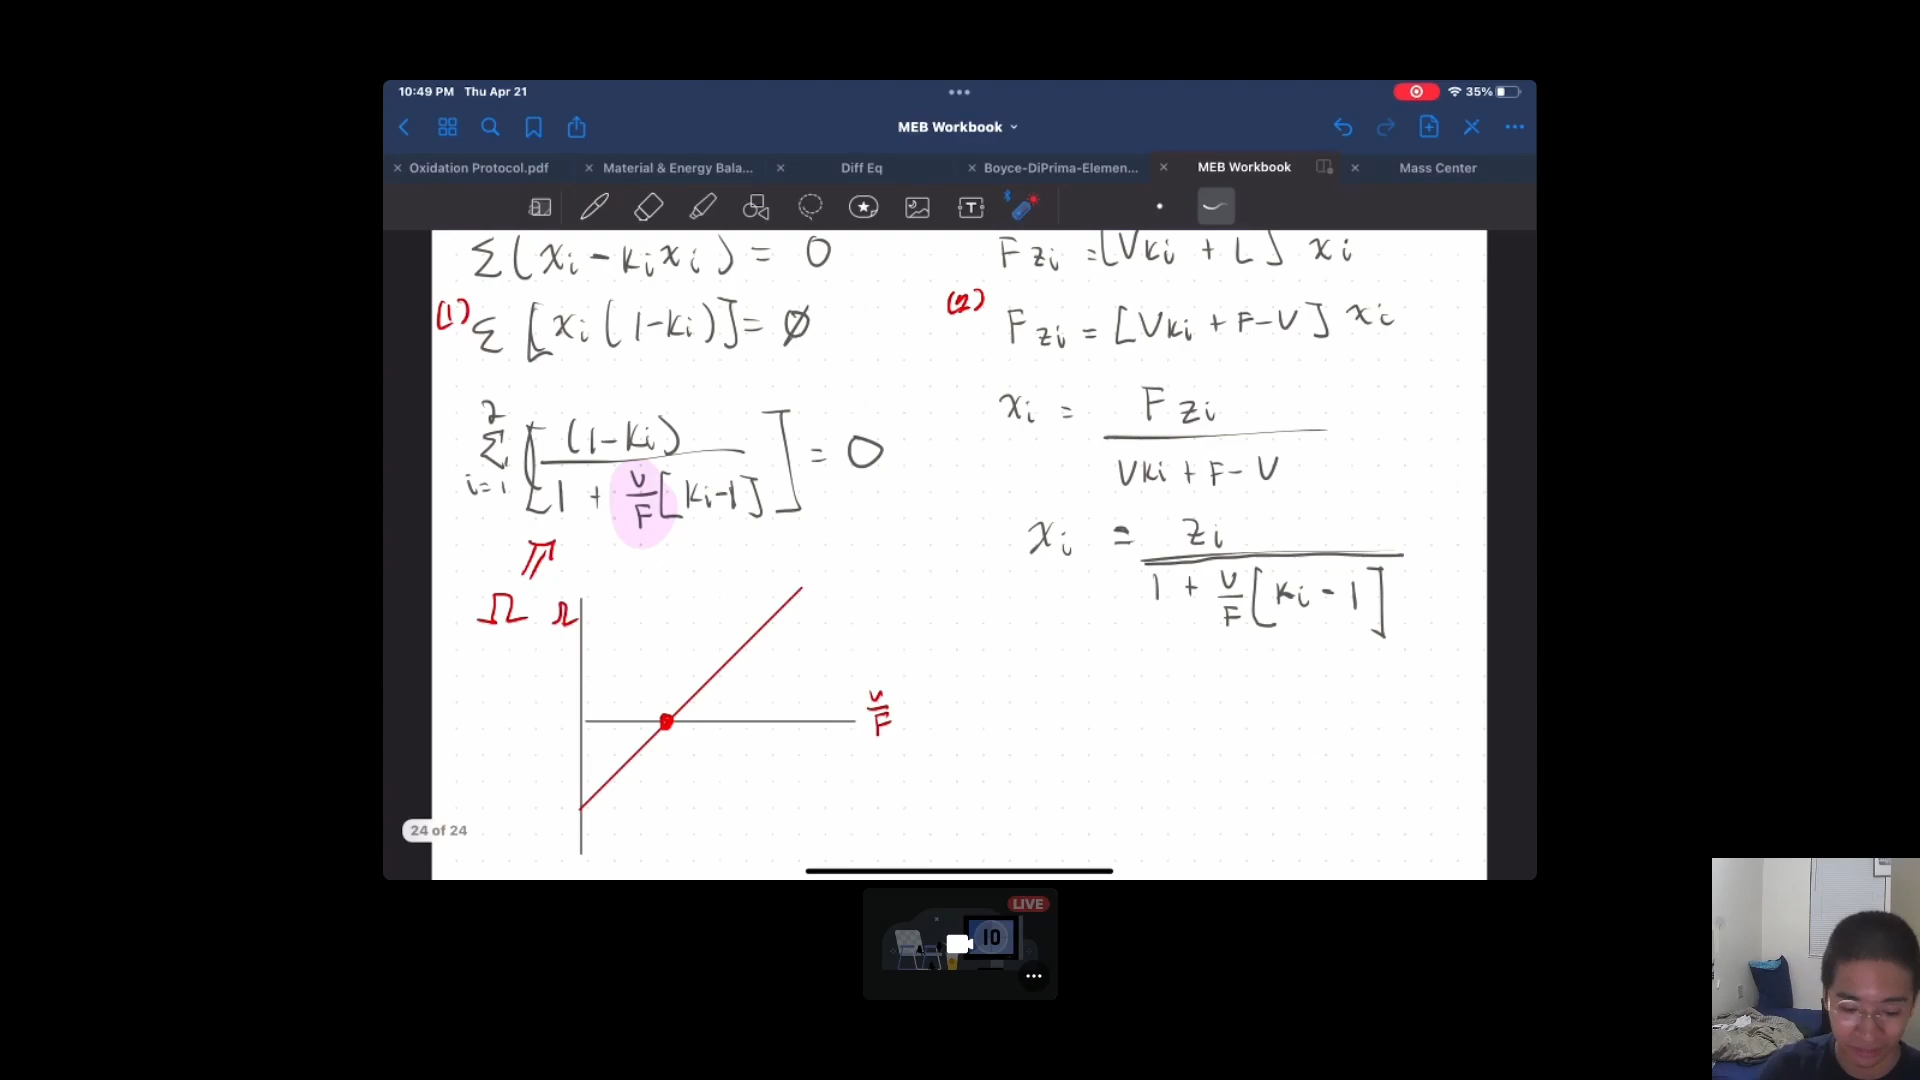 10:49 PM Thu Apr 21
35%
MEB Workbook
Oxidation Protocol.pdf
Material & Energy Bala...
Diff Eq
Boyce-DiPrima-Elemen...
MEB Workbook
Mass Center
Σ(xi - kixi) = 0
(1) Σ [xi(1-ki)] = ∅
2
Σ [(1-ki) / 1 + V/F [ki-1]] = 0
i=1
Ω Ω
V/F
Fzi = [Vki + L] xi
(2) Fzi = [Vki + F-V] xi
xi = Fzi / Vki + F-V
xi = zi / 1 + V/F [ki-1]
24 of 24
LIVE
10